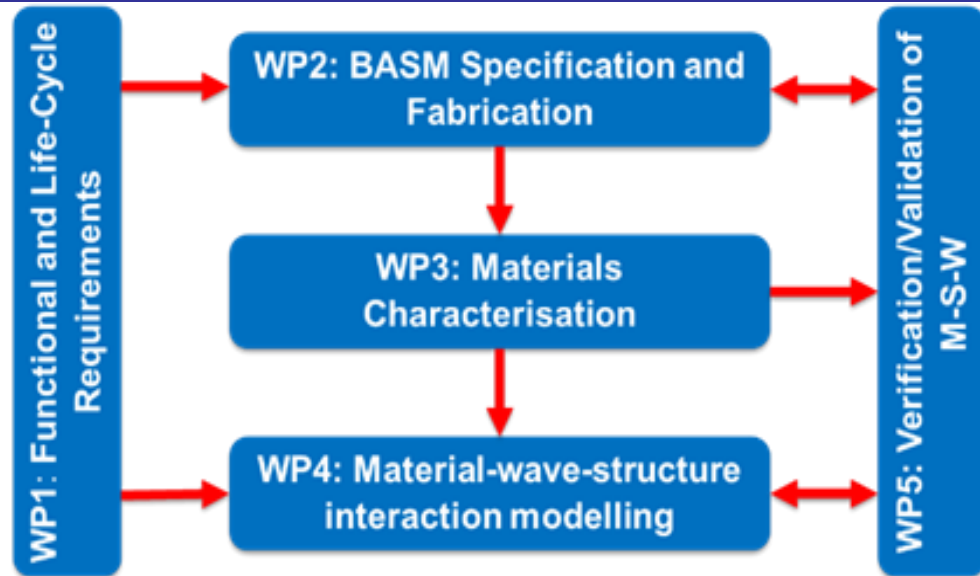 WP1: Functional and Life-Cycle
Requirements
WP2: BASM Specification and
Fabrication
WP3: Materials
Characterisation
WP4: Material-wave-structure
interaction modelling
WP5: Verification/Validation of
M-S-W